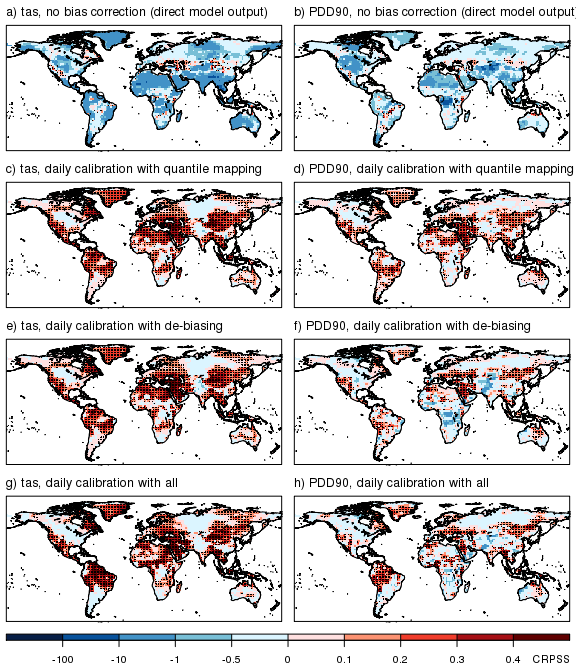 a) tas, no bias correction (direct model output)
b) PDD90, no bias correction (direct model output
c) tas, daily calibration with quantile mapping
d) PDD90, daily calibration with quantile mapping
e) tas, daily calibration with de-biasing
f) PDD90, daily calibration with de-biasing
g) tas, daily calibration with all
h) PDD90, daily calibration with all
-100 -10 -1 -0.5 0 0.1 0.2 0.3 0.4 CRPSS